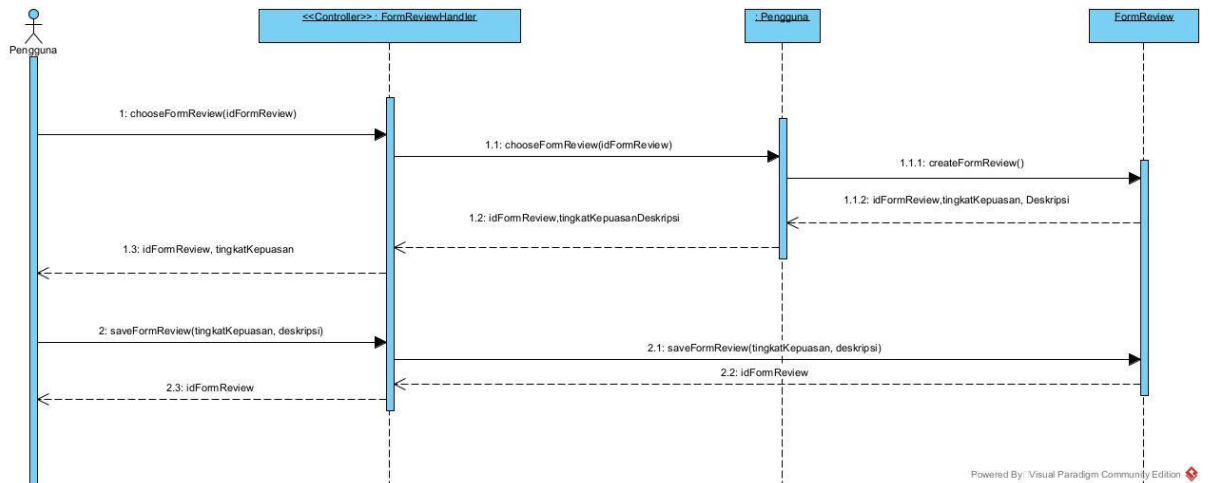 <<Controller>> : FormReviewHandler
: Pengguna
FormReview
Pengguna
1: chooseFormReview(idFormReview)
1.1: chooseFormReview(idFormReview)
1.1.1: createFormReview()
1.1.2: idFormReview,tingkatKepuasan, Deskripsi
1.2: idFormReview,tingkatKepuasanDeskripsi
1.3: idFormReview, tingkatKepuasan
2: saveFormReview(tingkatKepuasan, deskripsi)
2.1: saveFormReview(tingkatKepuasan, deskripsi)
2.2: idFormReview
2.3: idFormReview
Powered By Visual Paradigm Community Edition